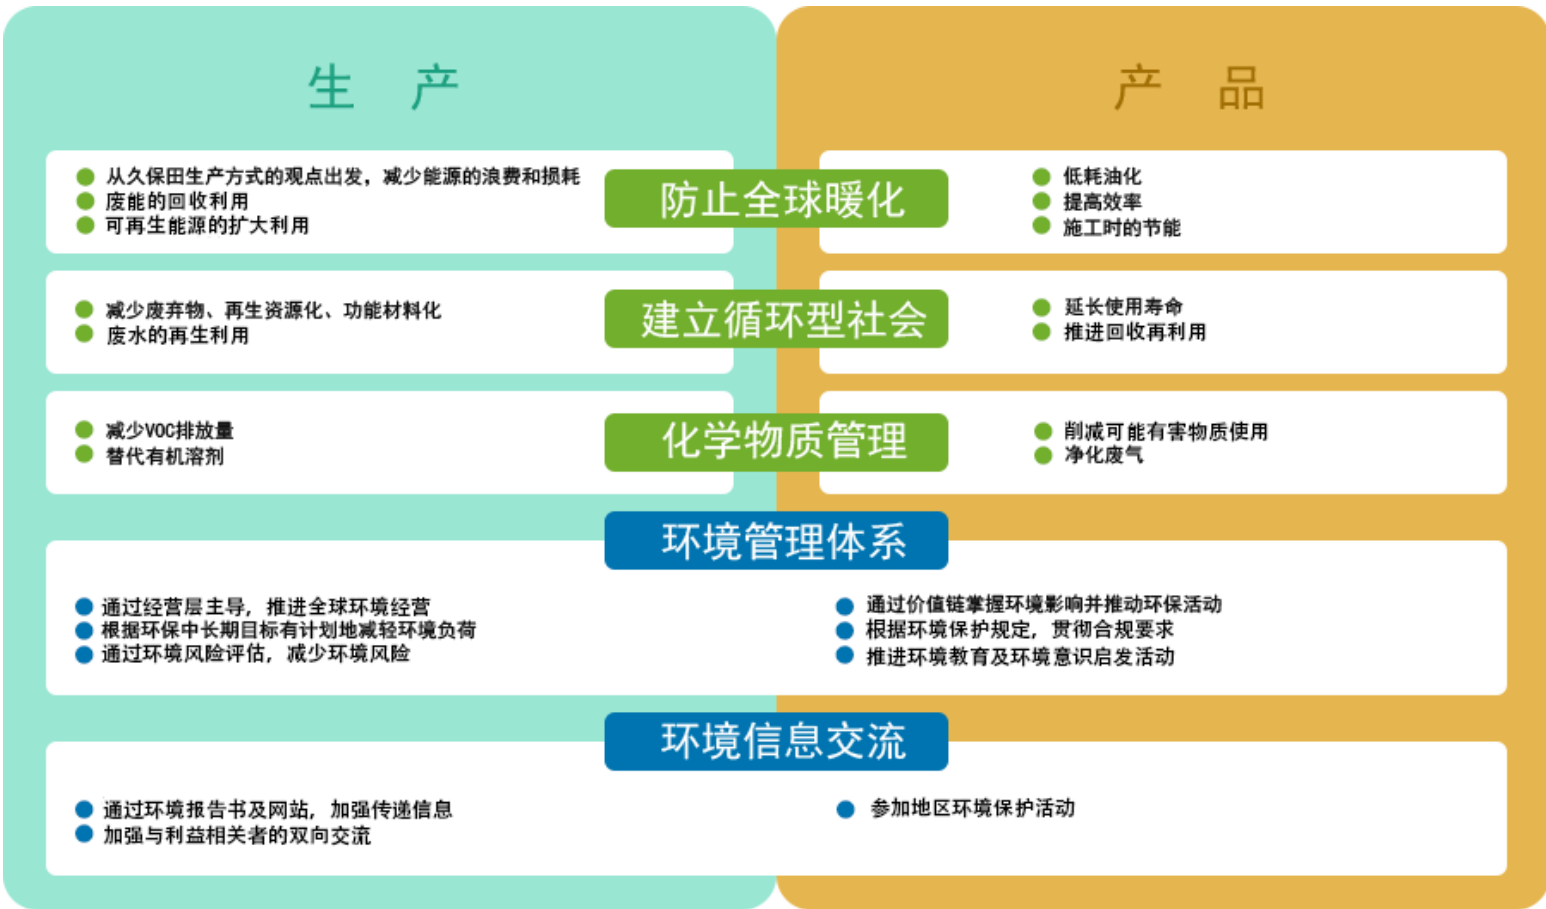 生 产
产 品
防止全球暖化
从久保田生产方式的观点出发，减少能源的浪费和损耗
废能的回收利用
可再生能源的扩大利用
低耗油化
提高效率
施工时的节能
建立循环型社会
减少废弃物、再生资源化、功能材料化
废水的再生利用
延长使用寿命
推进回收再利用
化学物质管理
减少VOC排放量
替代有机溶剂
削减可能有害物质使用
净化废气
环境管理体系
通过经营层主导，推进全球环境经营
根据环保中长期目标有计划地减轻环境负荷
通过环境风险评估，减少环境风险
通过价值链掌握环境影响并推动环保活动
根据环境保护规定，贯彻合规要求
推进环境教育及环境意识启发活动
环境信息交流
通过环境报告书及网站，加强传递信息
加强与利益相关者的双向交流
参加地区环境保护活动